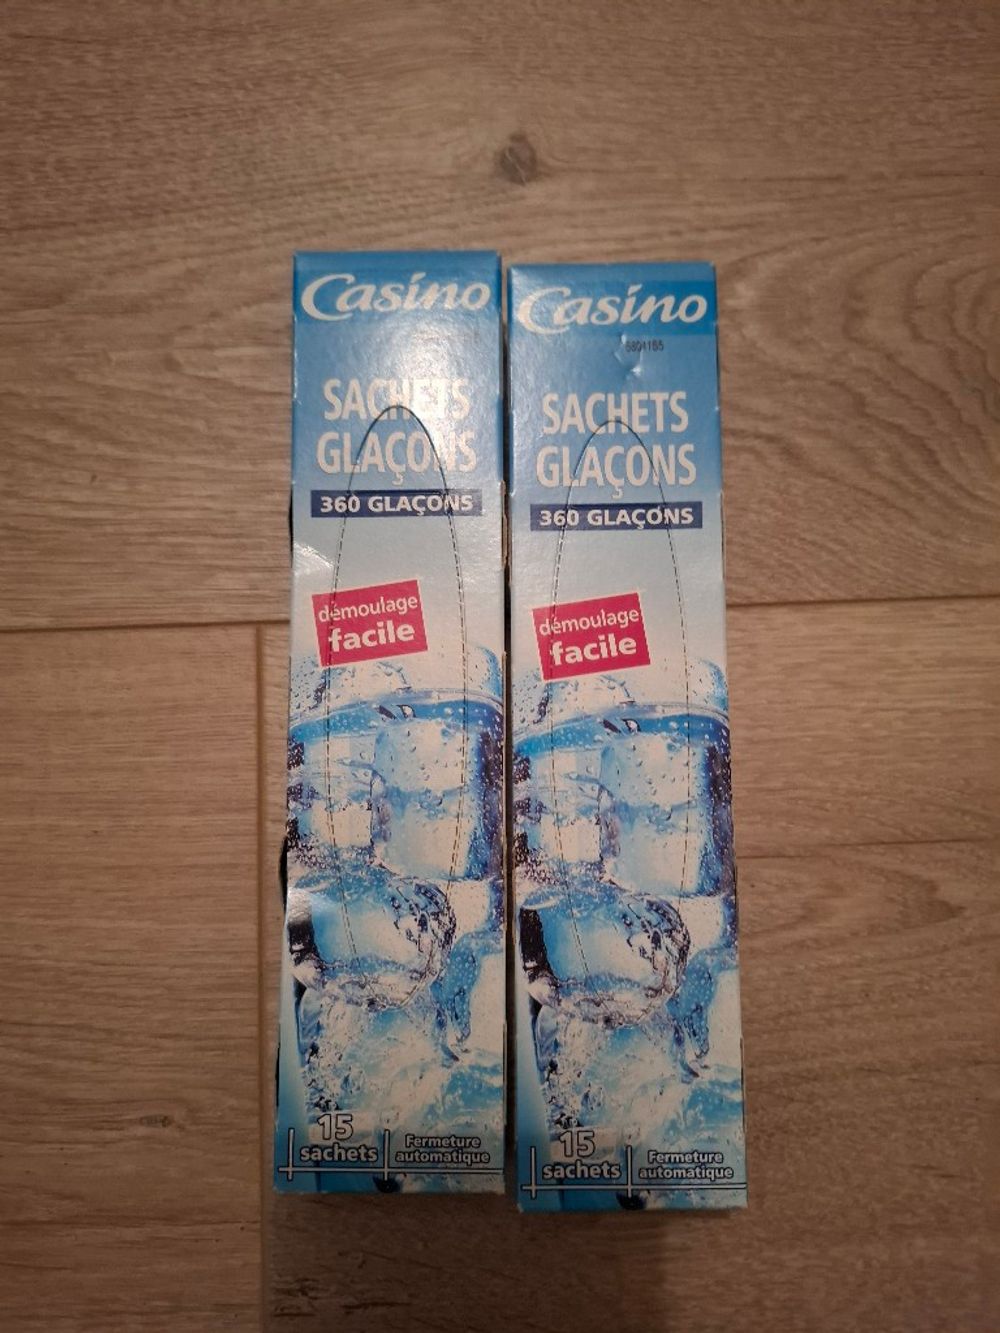 Casino
SACHETS
GLAÇONS
360 GLAÇONS
démoulage
facile
15
sachets
Fermeture
automatique
Casino
SACHETS
GLAÇONS
360 GLAÇONS
démoulage
facile
15
sachets
Fermeture
automatique